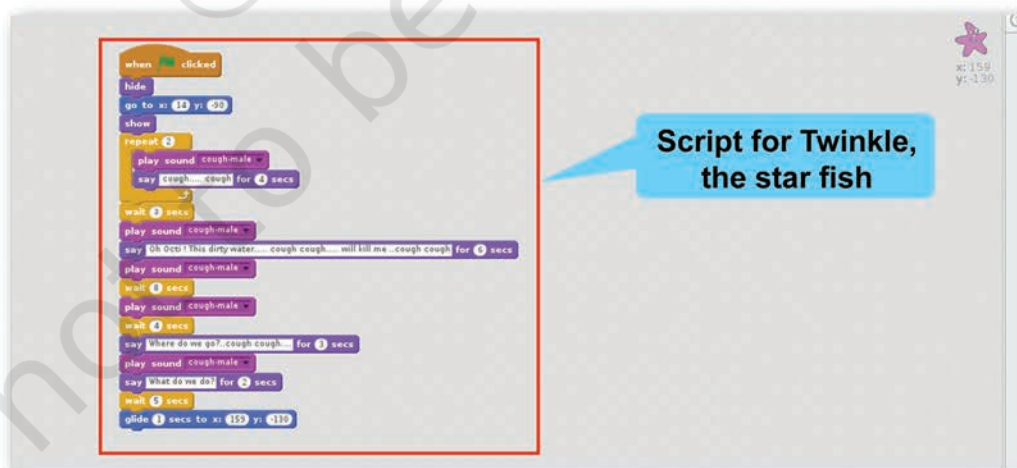 when clicked
hide
go to x: 14 y: -90
show
repeat 2
play sound cough-male
say cough..... cough for 4 secs
wait 3 secs
play sound cough-male
say Oh Octi ! This dirty water..... cough cough.... will kill me ..cough cough for 6 secs
play sound cough-male
wait 8 secs
play sound cough-male
wait 4 secs
say Where do we go?..cough cough.... for 3 secs
play sound cough-male
say What do we do? for 2 secs
wait 5 secs
glide 1 secs to x: 159 y: -130
Script for Twinkle,
the star fish
x: 159
y: -130
not to be